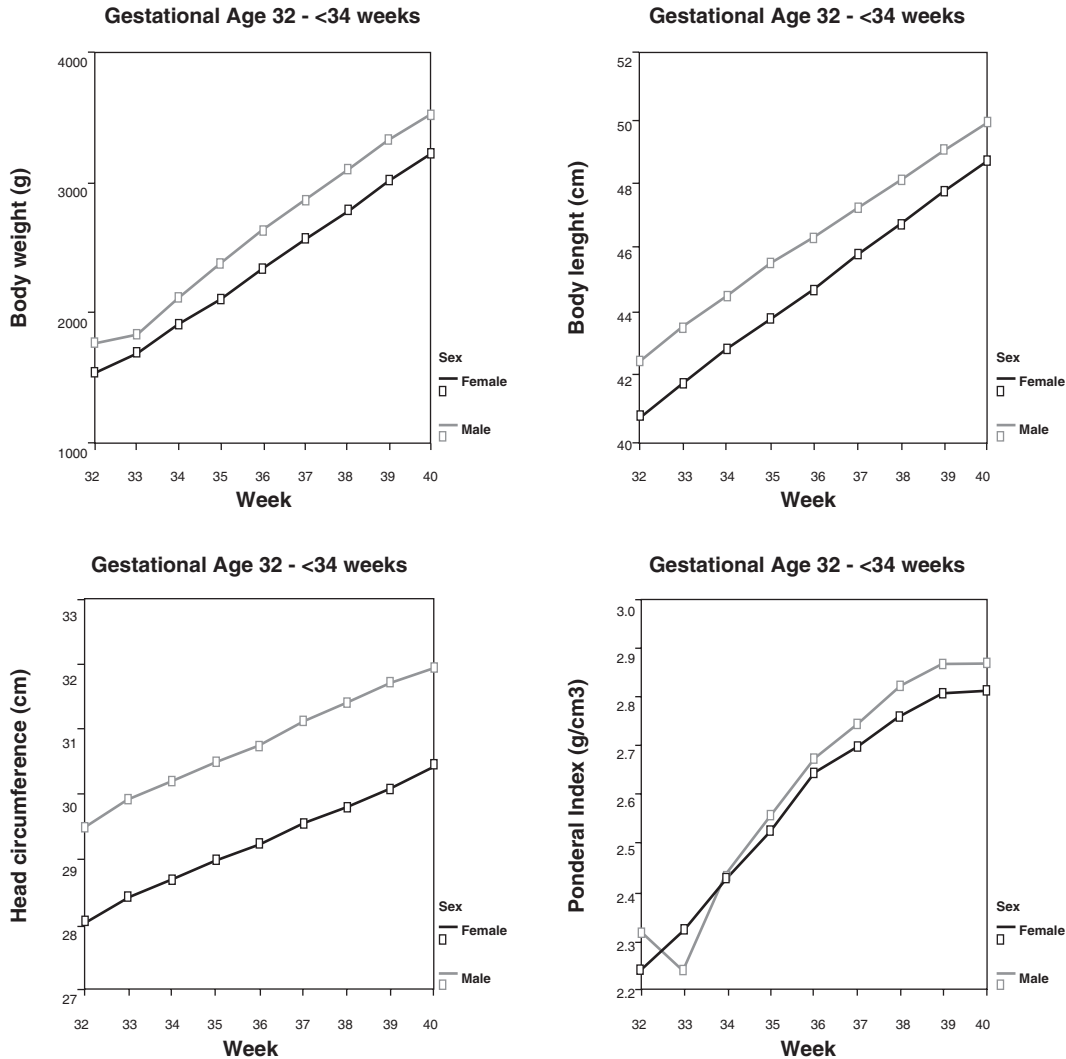 Gestational Age 32 - <34 weeks
Body weight (g)
4000
3000
2000
1000
32 33 34 35 36 37 38 39 40
Week
Sex
Female
Male
Gestational Age 32 - <34 weeks
Body lenght (cm)
52
50
48
46
44
42
40
32 33 34 35 36 37 38 39 40
Week
Sex
Female
Male
Gestational Age 32 - <34 weeks
Head circumference (cm)
33
32
31
30
29
28
27
32 33 34 35 36 37 38 39 40
Week
Sex
Female
Male
Gestational Age 32 - <34 weeks
Ponderal Index (g/cm3)
3.0
2.9
2.8
2.7
2.6
2.5
2.4
2.3
2.2
32 33 34 35 36 37 38 39 40
Week
Sex
Female
Male